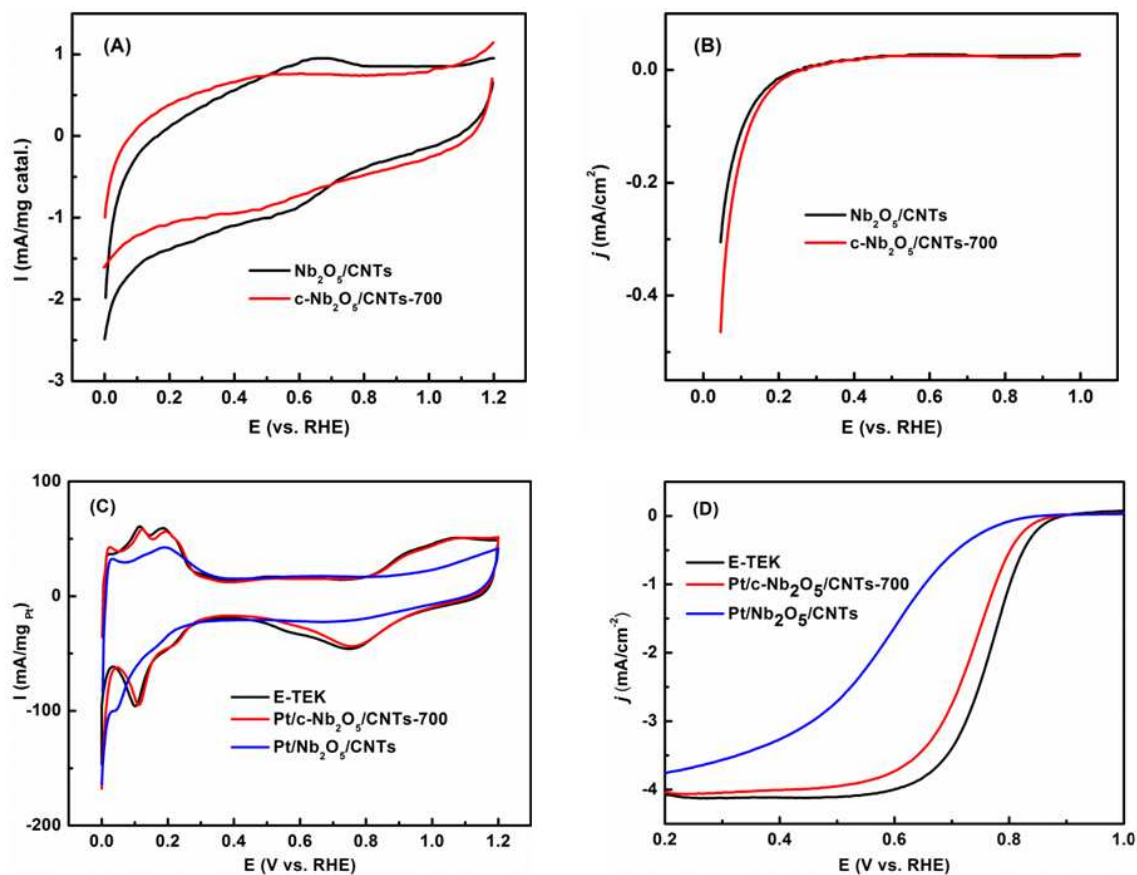 (A)
1
0
-1
-2
-3
I (mA/mg catal.)
Nb₂O₅/CNTs
c-Nb₂O₅/CNTs-700
0.0 0.2 0.4 0.6 0.8 1.0 1.2
E (vs. RHE)
(B)
0.0
-0.2
-0.4
j (mA/cm²)
Nb₂O₅/CNTs
c-Nb₂O₅/CNTs-700
0.0 0.2 0.4 0.6 0.8 1.0
E (vs. RHE)
(C)
100
0
-100
-200
I (mA/mg Pt)
E-TEK
Pt/c-Nb₂O₅/CNTs-700
Pt/Nb₂O₅/CNTs
0.0 0.2 0.4 0.6 0.8 1.0 1.2
E (V vs. RHE)
(D)
0
-1
-2
-3
-4
j (mA/cm⁻²)
E-TEK
Pt/c-Nb₂O₅/CNTs-700
Pt/Nb₂O₅/CNTs
0.2 0.4 0.6 0.8 1.0
E (V vs. RHE)